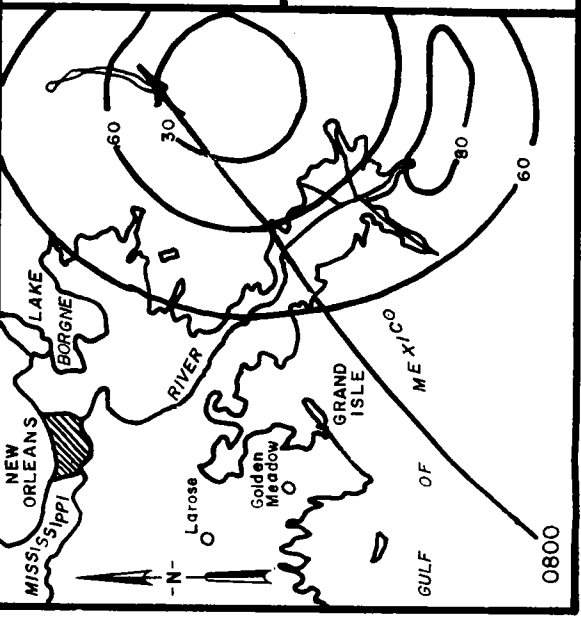 NEW
ORLEANS
LAKE
BORGNE
MISSISSIPPI
RIVER
60
30
80
60
Larose
Golden
Meadow
GRAND
ISLE
-N-
GULF OF MEXICO
0800